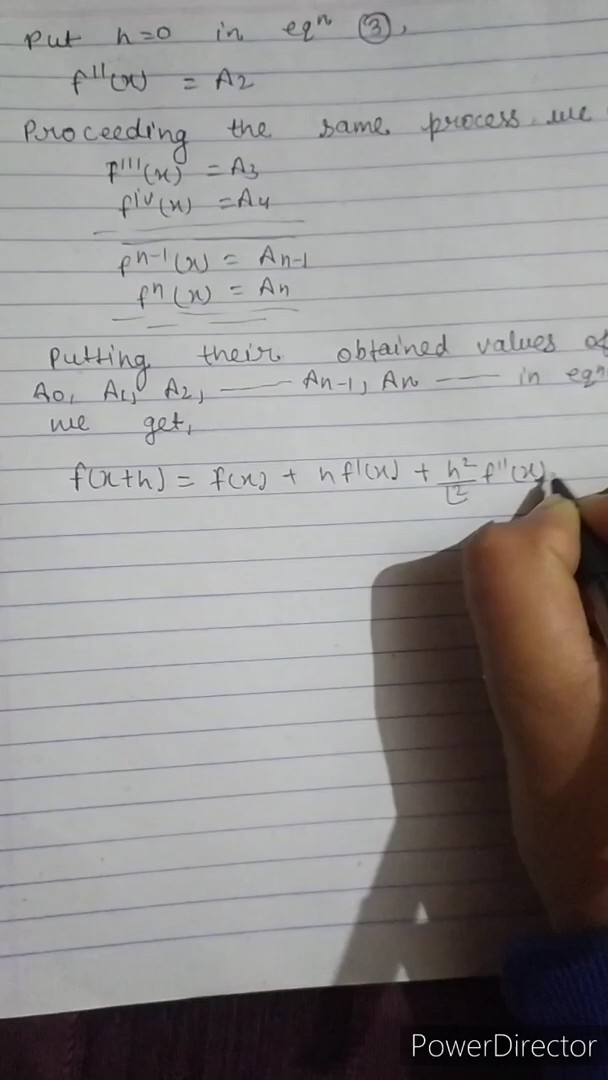 Put h=0 in eqⁿ ③,
f''(x) = A2
Proceeding the same process we
f'''(x) = A3
fiv(x) = A4
fⁿ⁻¹(x) = An-1
fⁿ(x) = An
Putting their obtained values of
A0, A1, A2, —— An-1, An —— in eqⁿ
we get,
f(x+h) = f(x) + h f'(x) + h²/⌊2 f''(x)
PowerDirector